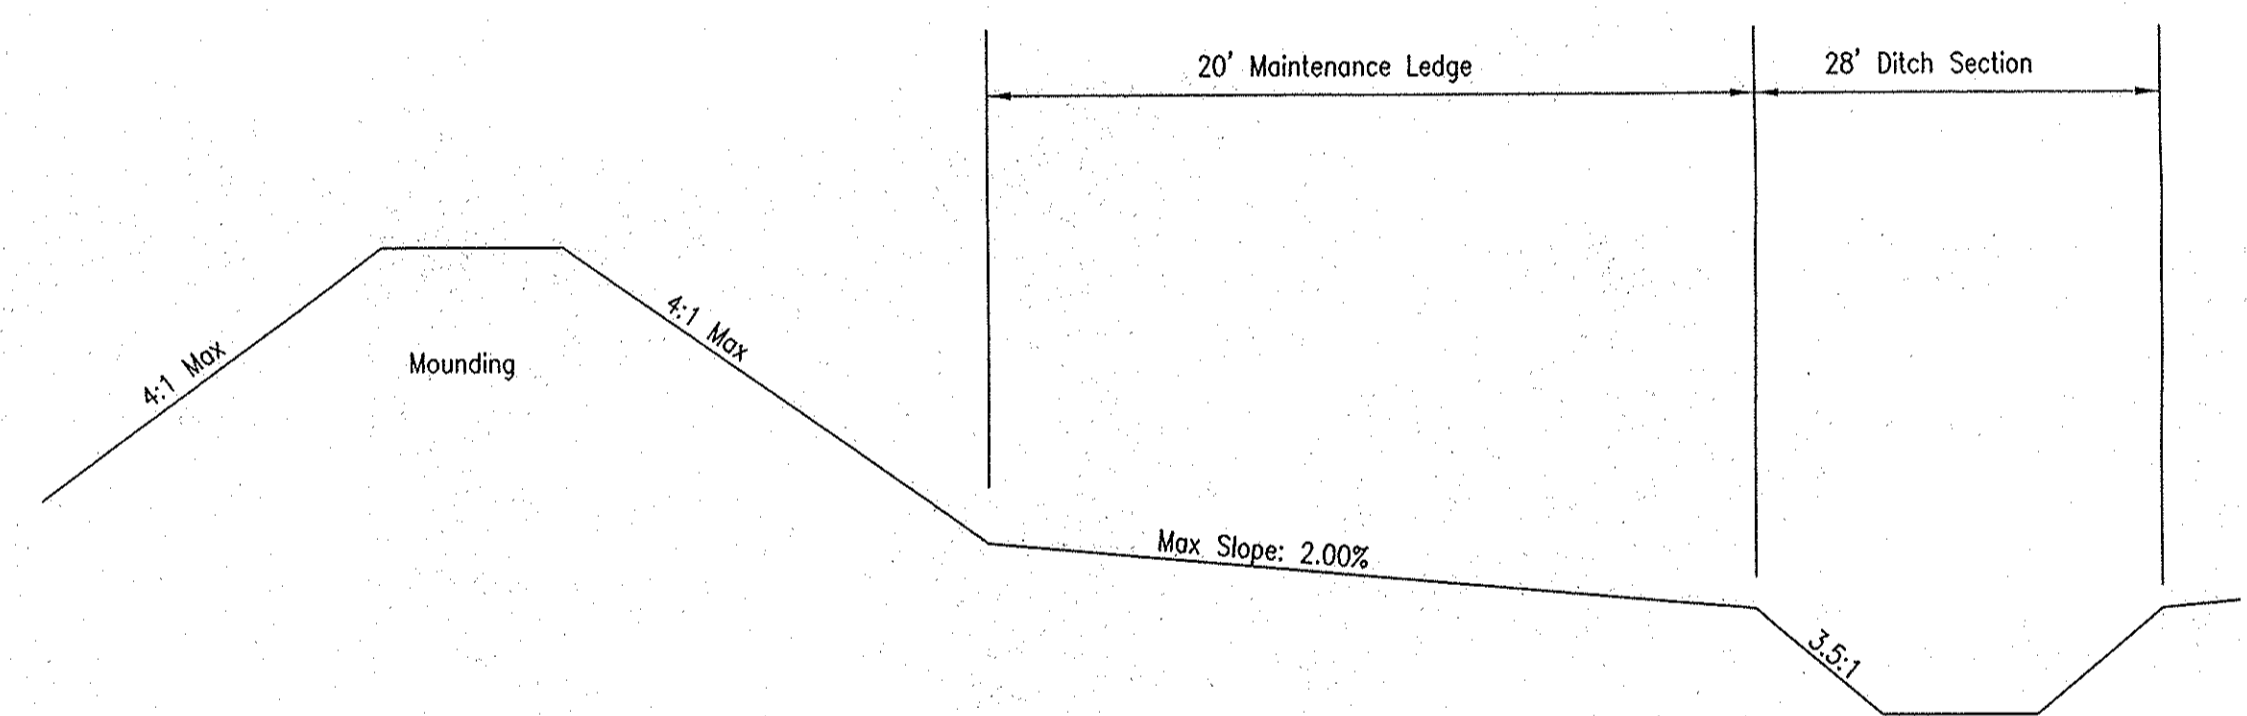 20' Maintenance Ledge
28' Ditch Section
4:1 Max
4:1 Max
Mounding
Max Slope: 2.00%
3.5:1